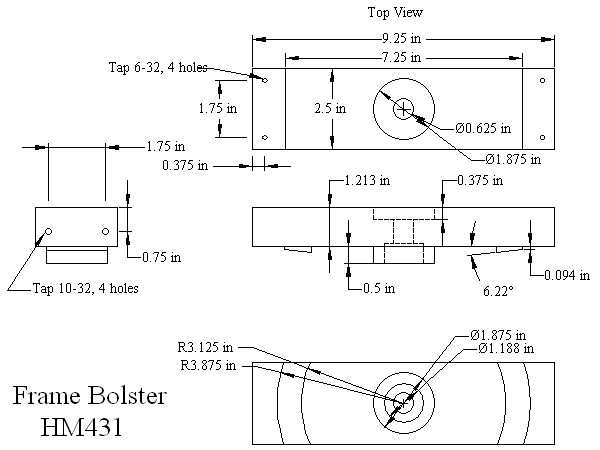 Top View
9.25 in
7.25 in
Tap 6-32, 4 holes
1.75 in
2.5 in
Ø0.625 in
Ø1.875 in
0.375 in
1.75 in
1.213 in
0.375 in
0.75 in
0.094 in
Tap 10-32, 4 holes
0.5 in
6.22°
Ø1.875 in
R3.125 in
Ø1.188 in
R3.875 in
Frame Bolster
HM431